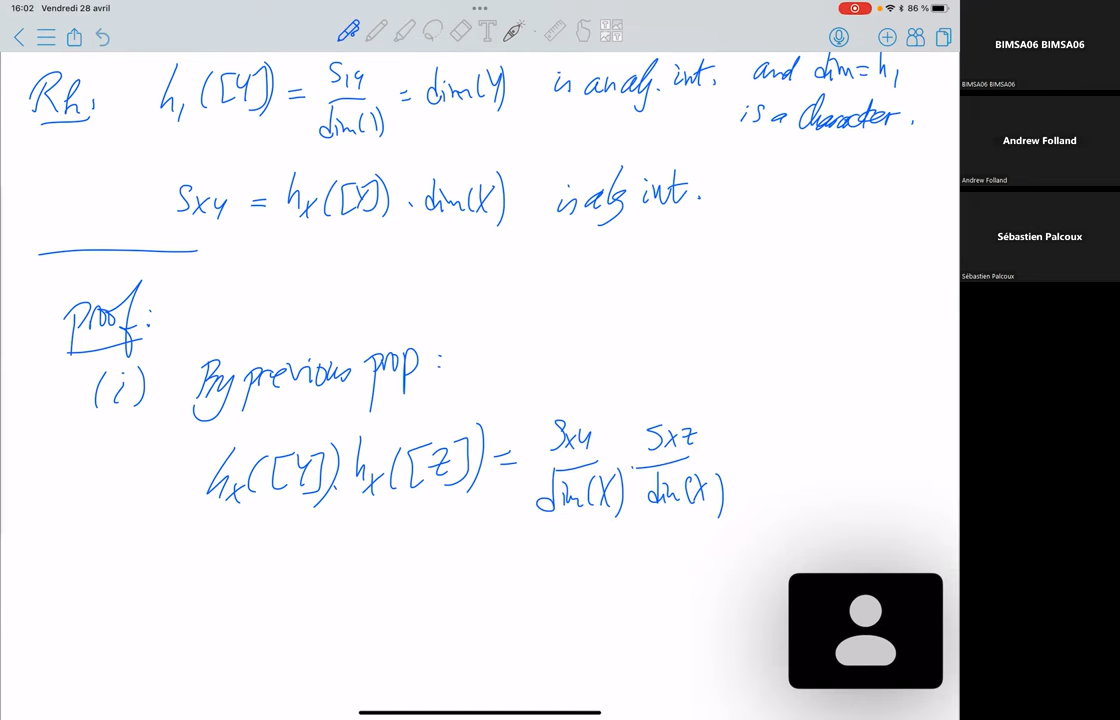 16:02 Vendredi 28 avril
86 %
Rk: h₁([Y]) = s₁Y / dim(1) = dim(Y) is an alg. int. and dim = h₁ is a character.
sXY = hX([Y]) · dim(X) is alg int.
Proof:
(i) By previous prop:
hX([Y]). hX([Z]) = sXY / dim(X) · sXZ / dim(X)
BIMSA06 BIMSA06
BIMSA06 BIMSA06
Andrew Folland
Andrew Folland
Sébastien Palcoux
Sébastien Palcoux